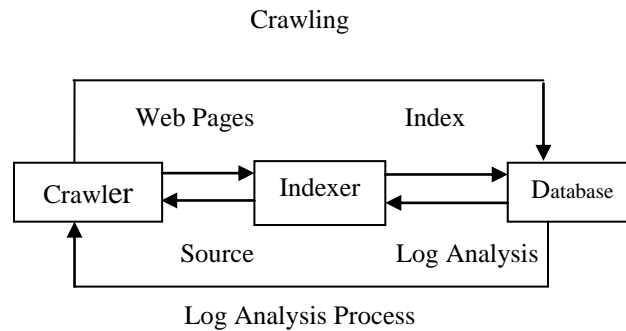 Crawling
Web Pages Index
Crawler Indexer Database
Source Log Analysis
Log Analysis Process